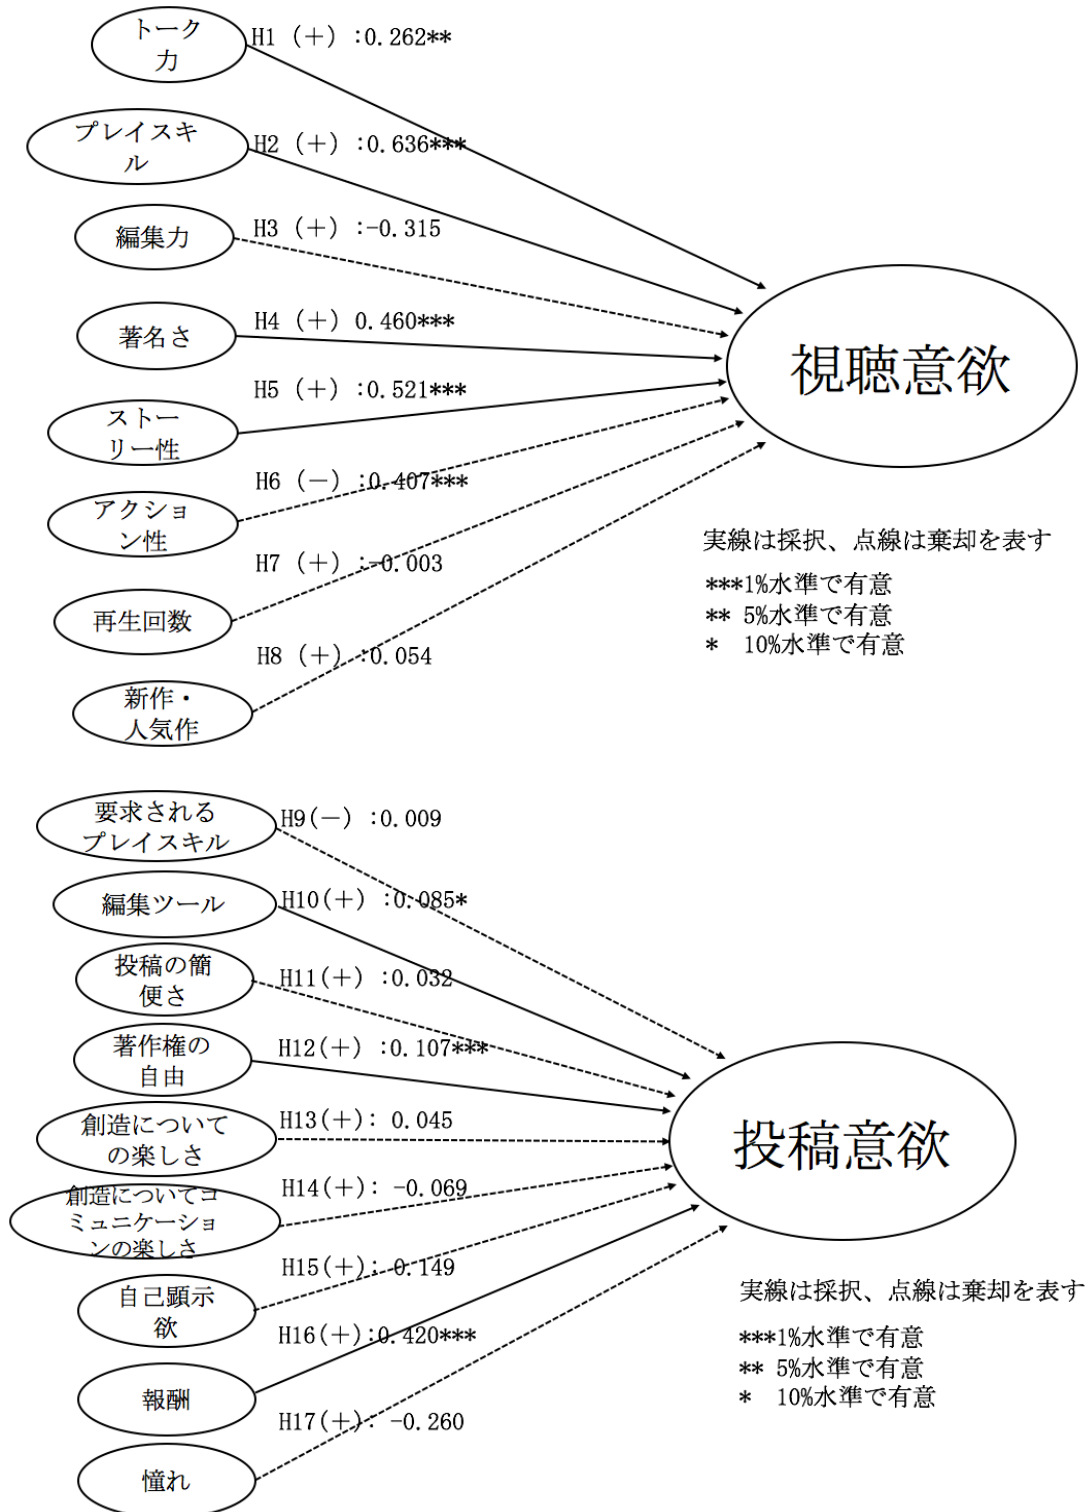 トーク
力
H1 (＋) :0.262**
プレイスキ
ル
H2 (＋) :0.636***
編集力
H3 (＋) :-0.315
著名さ
H4 (＋) 0.460***
ストー
リー性
H5 (＋) :0.521***
アクショ
ン性
H6 (－) :0.407***
再生回数
H7 (＋) :-0.003
新作・
人気作
H8 (＋) :0.054
視聴意欲
実線は採択、点線は棄却を表す
***1%水準で有意
** 5%水準で有意
* 10%水準で有意
要求される
プレイスキル
H9(－) :0.009
編集ツール
H10(＋) :0.085*
投稿の簡
便さ
H11(＋) :0.032
著作権の
自由
H12(＋) :0.107***
創造について
の楽しさ
H13(＋): 0.045
創造についてコ
ミュニケーショ
ンの楽しさ
H14(＋): -0.069
自己顕示
欲
H15(＋): 0.149
報酬
H16(＋):0.420***
憧れ
H17(＋): -0.260
投稿意欲
実線は採択、点線は棄却を表す
***1%水準で有意
** 5%水準で有意
* 10%水準で有意